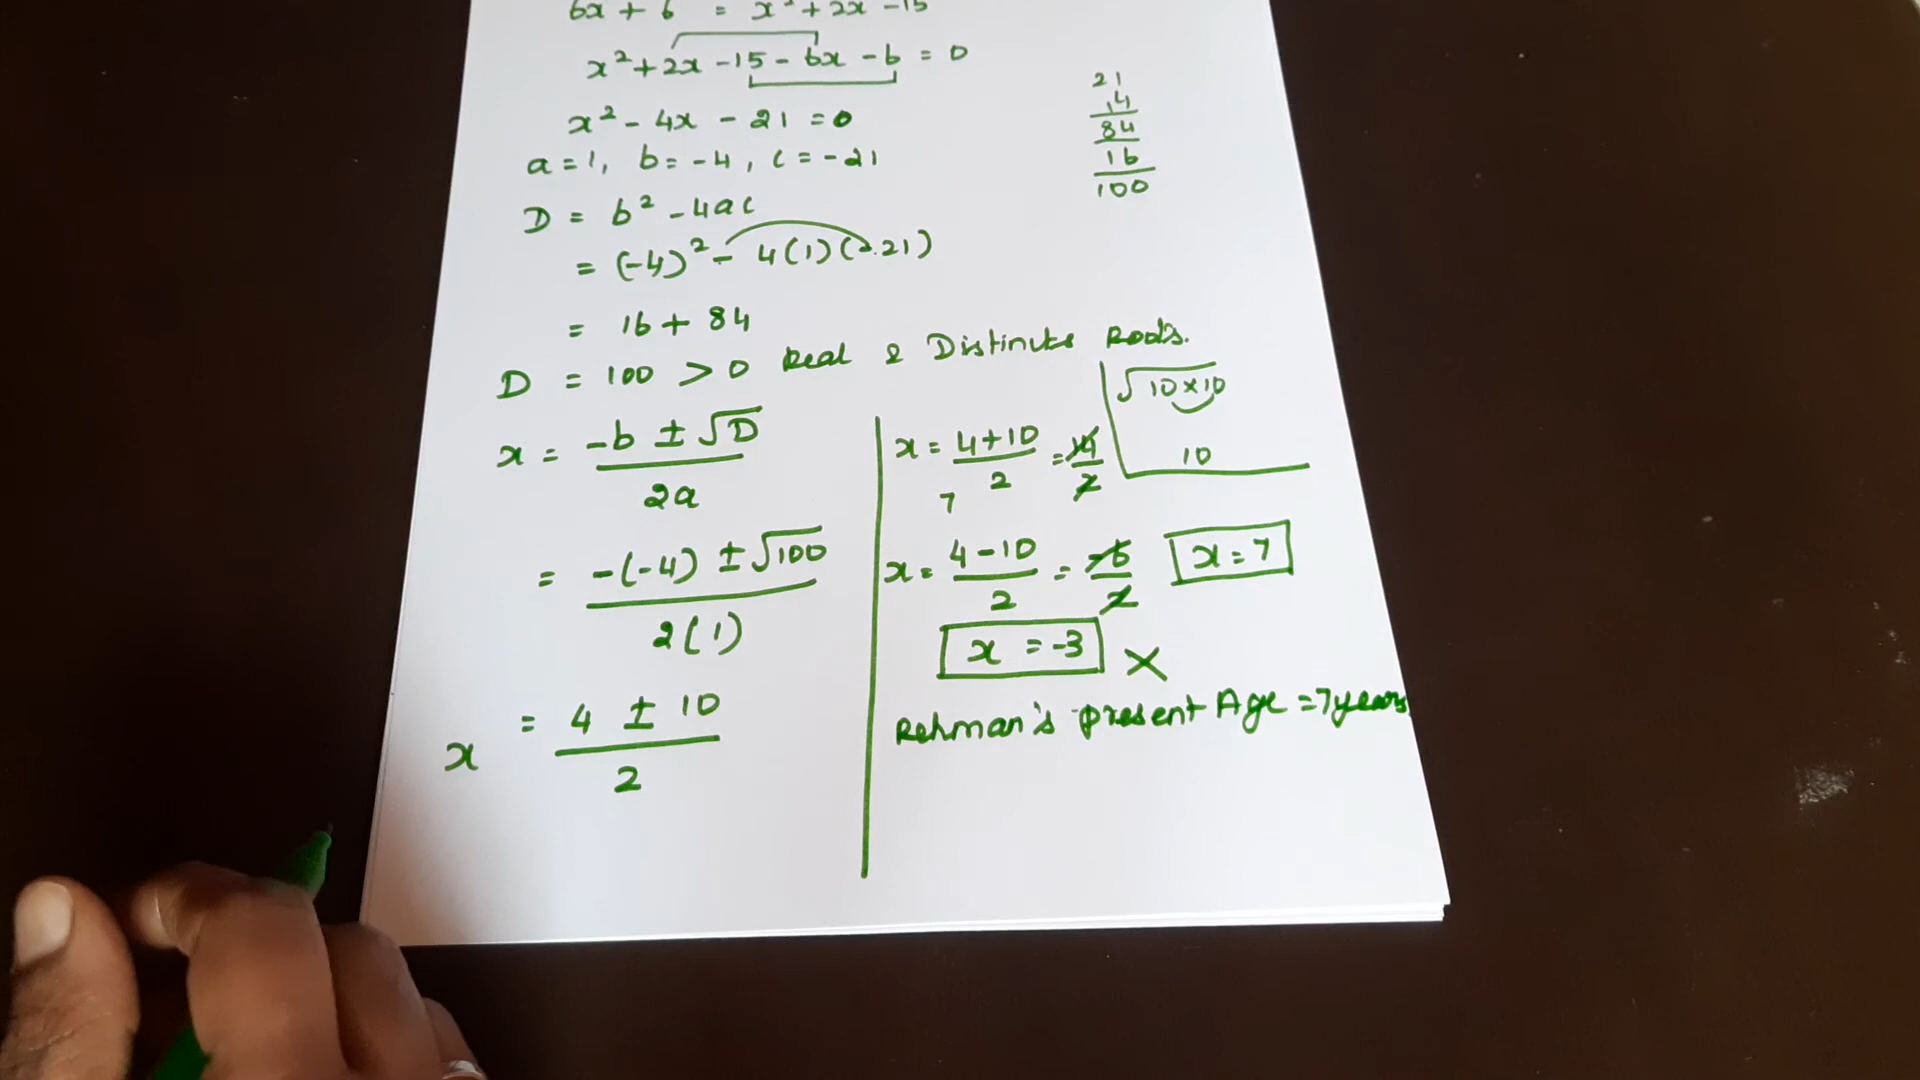 6x + 6 = x² + 2x - 15
x² + 2x - 15 - 6x - 6 = 0
x² - 4x - 21 = 0
a = 1, b = -4, c = -21
D = b² - 4ac
= (-4)² - 4(1)(-21)
= 16 + 84
D = 100 > 0 Real & Distincts Roots.
x = -b ± √D / 2a
= -(-4) ± √100 / 2(1)
x = 4 ± 10 / 2
21
4
84
16
100
√10×10
10
x = 4+10 / 2 = 14 / 2
7
x = 7
x = 4-10 / 2 = -6 / 2
x = -3 ×
Rehman's present Age = 7years